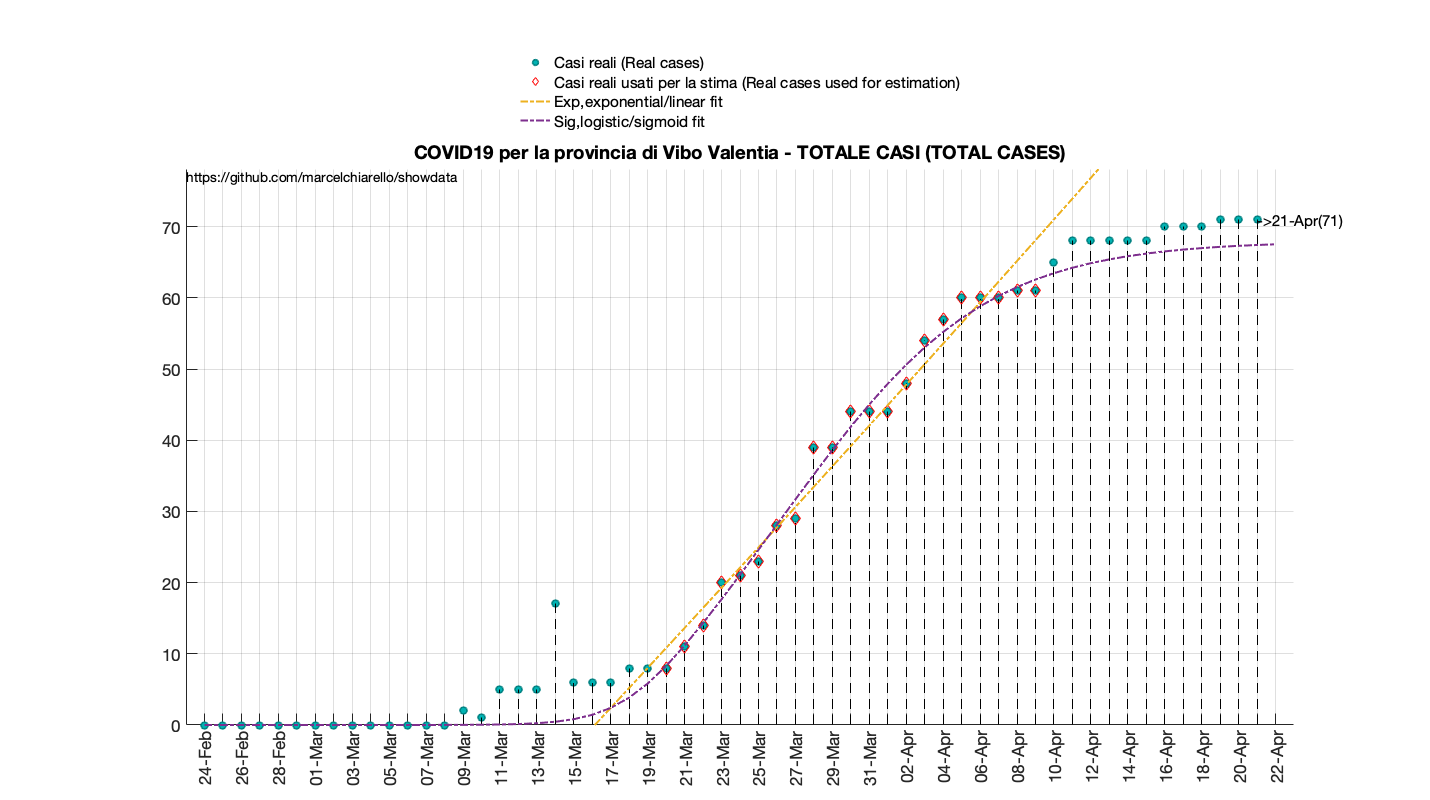 Casi reali (Real cases)
Casi reali usati per la stima (Real cases used for estimation)
Exp,exponential/linear fit
Sig,logistic/sigmoid fit
COVID19 per la provincia di Vibo Valentia - TOTALE CASI (TOTAL CASES)
https://github.com/marcelchiarello/showdata
70
->21-Apr(71)
60
50
40
30
20
10
0
24-Feb
26-Feb
28-Feb
01-Mar
03-Mar
05-Mar
07-Mar
09-Mar
11-Mar
13-Mar
15-Mar
17-Mar
19-Mar
21-Mar
23-Mar
25-Mar
27-Mar
29-Mar
31-Mar
02-Apr
04-Apr
06-Apr
08-Apr
10-Apr
12-Apr
14-Apr
16-Apr
18-Apr
20-Apr
22-Apr